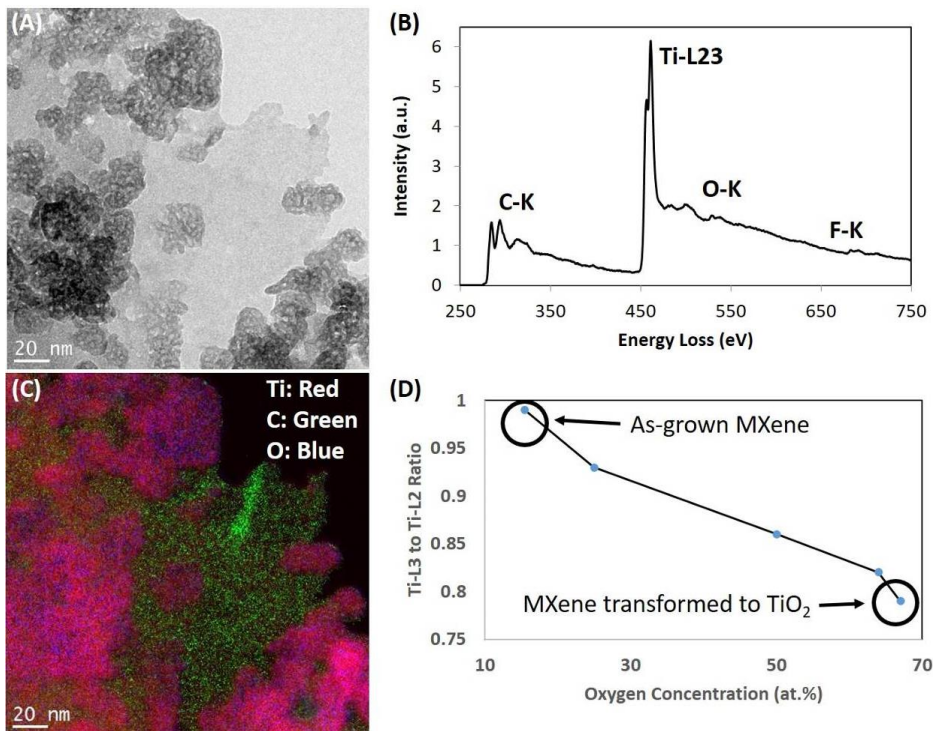 (A)
20 nm
(B)
Intensity (a.u.)
6
5
4
3
2
1
0
Ti-L23
C-K
O-K
F-K
250 350 450 550 650 750
Energy Loss (eV)
(C)
Ti: Red
C: Green
O: Blue
20 nm
(D)
Ti-L3 to Ti-L2 Ratio
1
0.95
0.9
0.85
0.8
0.75
As-grown MXene
MXene transformed to TiO₂
10 30 50 70
Oxygen Concentration (at.%)